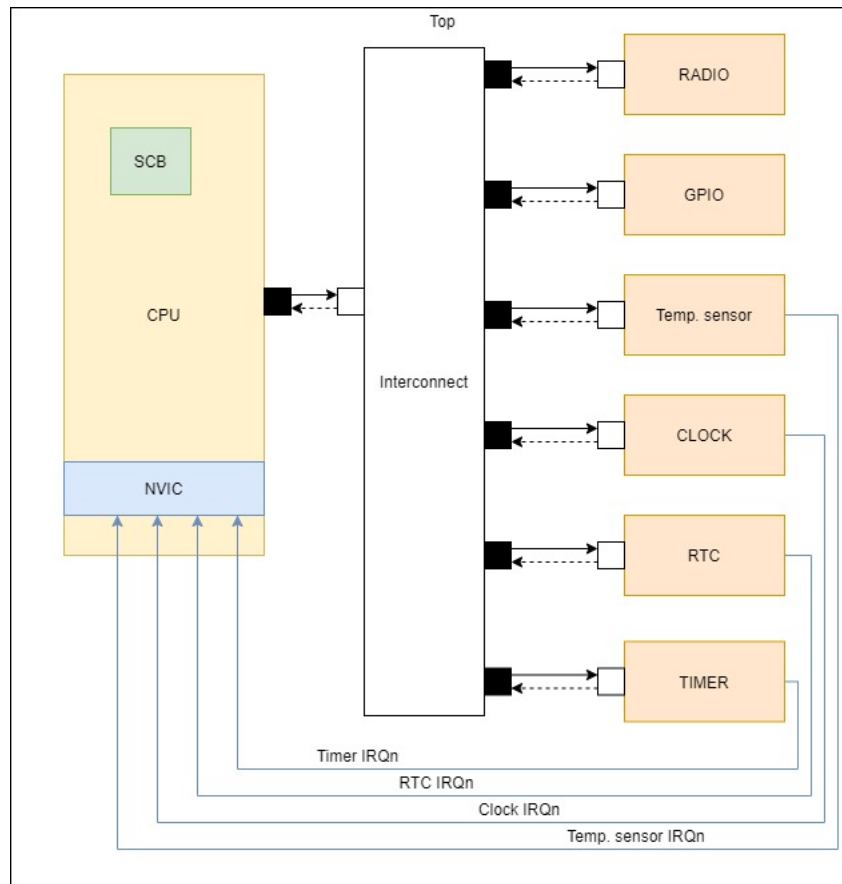 Top
RADIO
SCB
GPIO
CPU
Temp. sensor
Interconnect
CLOCK
NVIC
RTC
TIMER
Timer IRQn
RTC IRQn
Clock IRQn
Temp. sensor IRQn